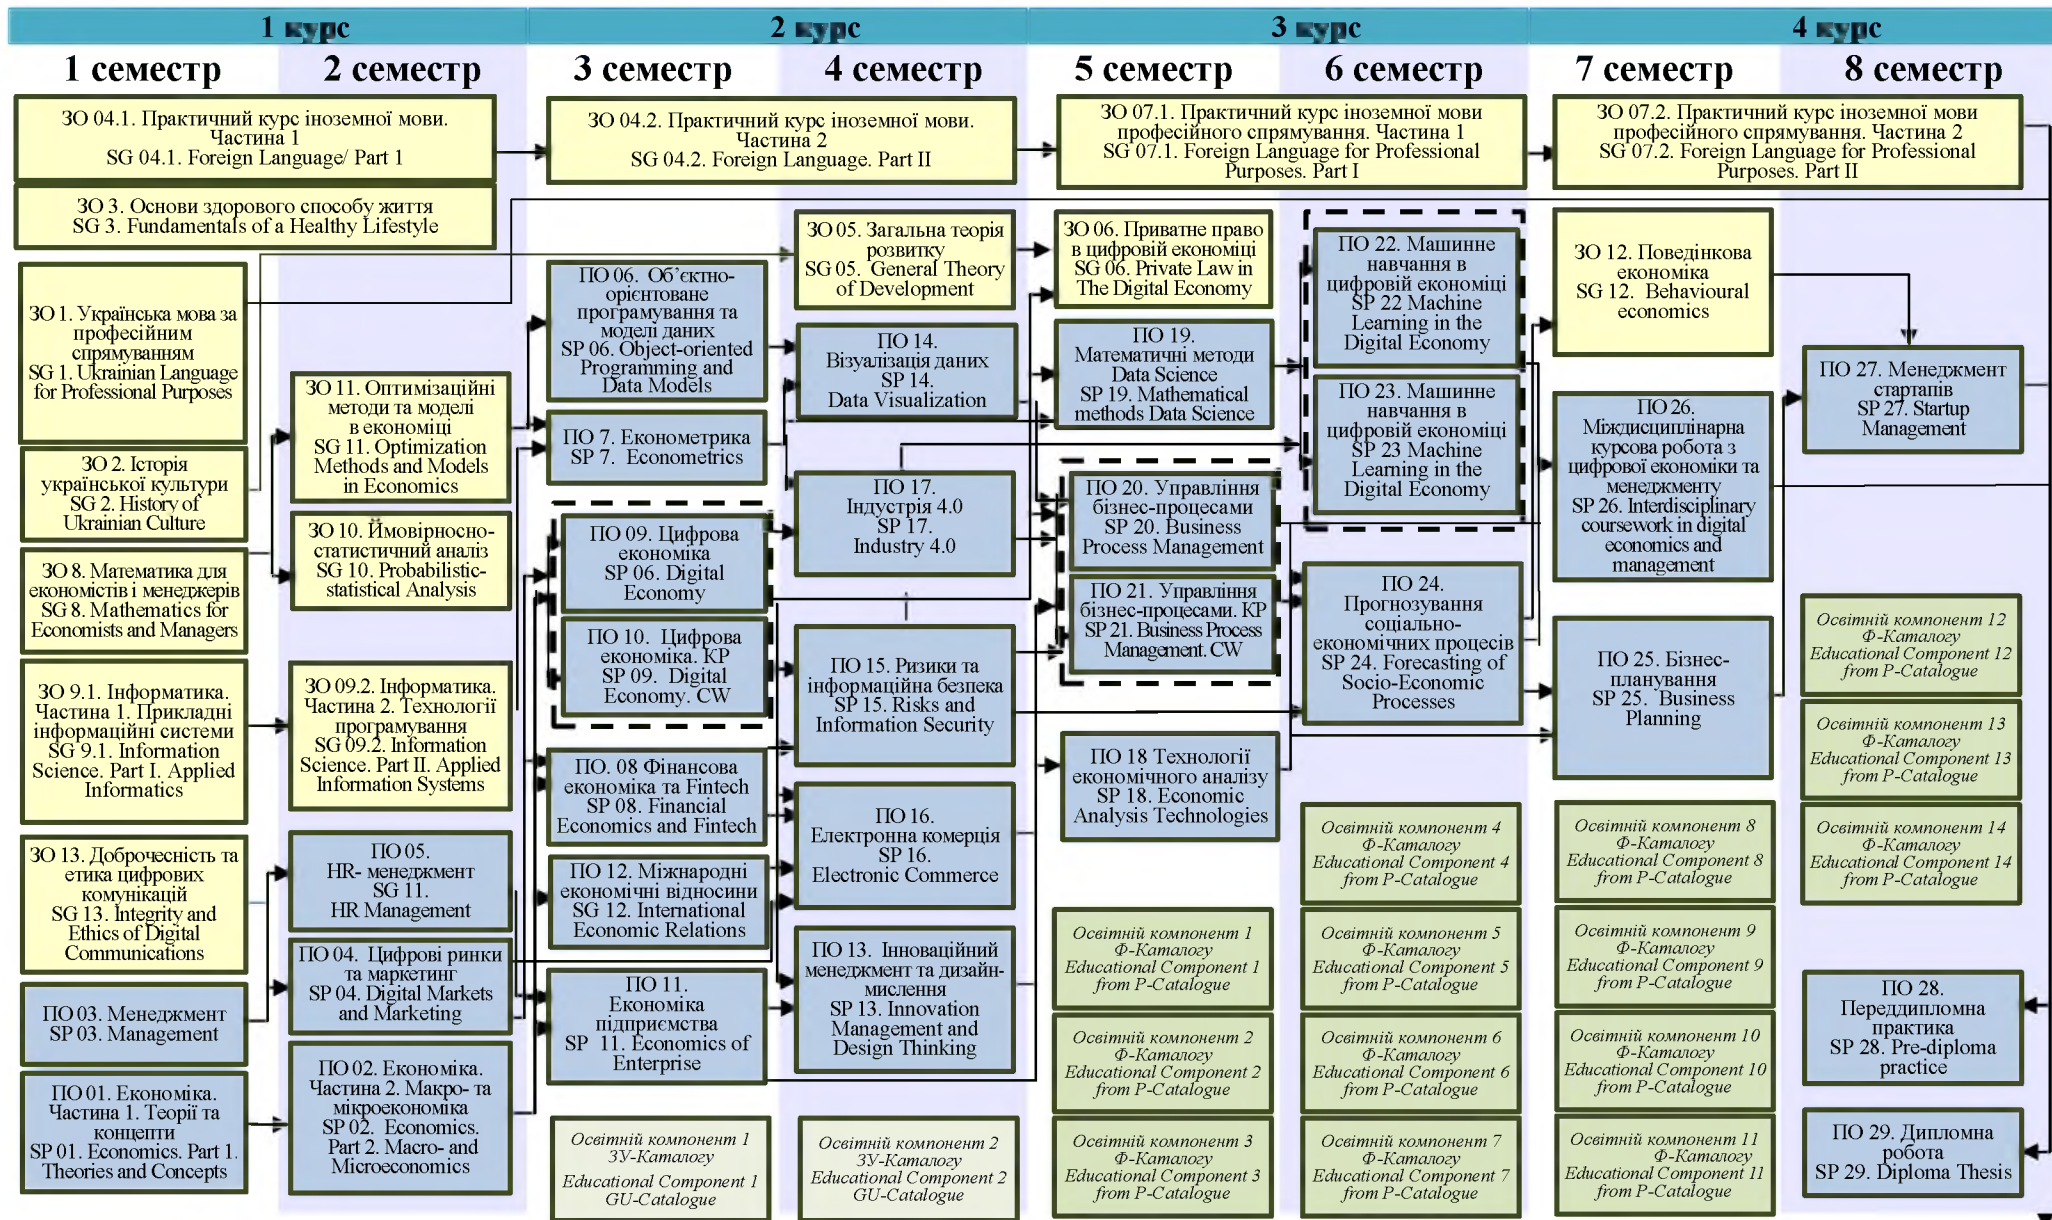 1 курс
2 курс
3 курс
4 курс
1 семестр
2 семестр
3 семестр
4 семестр
5 семестр
6 семестр
7 семестр
8 семестр
ЗО 04.1. Практичний курс іноземної мови.
Частина 1
SG 04.1. Foreign Language/ Part 1
ЗО 04.2. Практичний курс іноземної мови.
Частина 2
SG 04.2. Foreign Language. Part II
ЗО 07.1. Практичний курс іноземної мови
професійного спрямування. Частина 1
SG 07.1. Foreign Language for Professional
Purposes. Part I
ЗО 07.2. Практичний курс іноземної мови
професійного спрямування. Частина 2
SG 07.2. Foreign Language for Professional
Purposes. Part II
ЗО 3. Основи здорового способу життя
SG 3. Fundamentals of a Healthy Lifestyle
ЗО 1. Українська мова за
професійним
спрямуванням
SG 1. Ukrainian Language
for Professional Purposes
ЗО 2. Історія
української культури
SG 2. History of
Ukrainian Culture
ЗО 8. Математика для
економістів і менеджерів
SG 8. Mathematics for
Economists and Managers
ЗО 9.1. Інформатика.
Частина 1. Прикладні
інформаційні системи
SG 9.1. Information
Science. Part I. Applied
Informatics
ЗО 13. Доброчесність та
етика цифрових
комунікацій
SG 13. Integrity and
Ethics of Digital
Communications
ПО 03. Менеджмент
SP 03. Management
ПО 01. Економіка.
Частина 1. Теорії та
концепти
SP 01. Economics. Part 1.
Theories and Concepts
ЗО 11. Оптимізаційні
методи та моделі
в економіці
SG 11. Optimization
Methods and Models
in Economics
ЗО 10. Ймовірносно-
статистичний аналіз
SG 10. Probabilistic-
statistical Analysis
ЗО 09.2. Інформатика.
Частина 2. Технології
програмування
SG 09.2. Information
Science. Part II. Applied
Information Systems
ПО 05.
HR- менеджмент
SG 11.
HR Management
ПО 04. Цифрові ринки
та маркетинг
SP 04. Digital Markets
and Marketing
ПО 02. Економіка.
Частина 2. Макро- та
мікроекономіка
SP 02. Economics.
Part 2. Macro- and
Microeconomics
ПО 06. Об’єктно-
орієнтоване
програмування та
моделі даних
SP 06. Object-oriented
Programming and
Data Models
ПО 7. Економетрика
SP 7. Econometrics
ПО 09. Цифрова
економіка
SP 06. Digital
Economy
ПО 10. Цифрова
економіка. КР
SP 09. Digital
Economy. CW
ПО. 08 Фінансова
економіка та Fintech
SP 08. Financial
Economics and Fintech
ПО 12. Міжнародні
економічні відносини
SG 12. International
Economic Relations
ПО 11.
Економіка
підприємства
SP 11. Economics of
Enterprise
Освітній компонент 1
ЗУ-Каталогу
Educational Component 1
GU-Catalogue
ЗО 05. Загальна теорія
розвитку
SG 05. General Theory
of Development
ПО 14.
Візуалізація даних
SP 14.
Data Visualization
ПО 17.
Індустрія 4.0
SP 17.
Industry 4.0
ПО 15. Ризики та
інформаційна безпека
SP 15. Risks and
Information Security
ПО 16.
Електронна комерція
SP 16.
Electronic Commerce
ПО 13. Інноваційний
менеджмент та дизайн-
мислення
SP 13. Innovation
Management and
Design Thinking
Освітній компонент 2
ЗУ-Каталогу
Educational Component 2
GU-Catalogue
ЗО 06. Приватне право
в цифровій економіці
SG 06. Private Law in
The Digital Economy
ПО 19.
Математичні методи
Data Science
SP 19. Mathematical
methods Data Science
ПО 20. Управління
бізнес-процесами
SP 20. Business
Process Management
ПО 21. Управління
бізнес-процесами. КР
SP 21. Business Process
Management. CW
ПО 18 Технології
економічного аналізу
SP 18. Economic
Analysis Technologies
Освітній компонент 1
Ф-Каталогу
Educational Component 1
from P-Catalogue
Освітній компонент 2
Ф-Каталогу
Educational Component 2
from P-Catalogue
Освітній компонент 3
Ф-Каталогу
Educational Component 3
from P-Catalogue
ПО 22. Машинне
навчання в
цифровій економіці
SP 22 Machine
Learning in the
Digital Economy
ПО 23. Машинне
навчання в
цифровій економіці
SP 23 Machine
Learning in the
Digital Economy
ПО 24.
Прогнозування
соціально-
економічних процесів
SP 24. Forecasting of
Socio-Economic
Processes
Освітній компонент 4
Ф-Каталогу
Educational Component 4
from P-Catalogue
Освітній компонент 5
Ф-Каталогу
Educational Component 5
from P-Catalogue
Освітній компонент 6
Ф-Каталогу
Educational Component 6
from P-Catalogue
Освітній компонент 7
Ф-Каталогу
Educational Component 7
from P-Catalogue
ЗО 12. Поведінкова
економіка
SG 12. Behavioural
economics
ПО 26.
Міждисциплінарна
курсова робота з
цифрової економіки та
менеджменту
SP 26. Interdisciplinary
coursework in digital
economics and
management
ПО 25. Бізнес-
планування
SP 25. Business
Planning
Освітній компонент 8
Ф-Каталогу
Educational Component 8
from P-Catalogue
Освітній компонент 9
Ф-Каталогу
Educational Component 9
from P-Catalogue
Освітній компонент 10
Ф-Каталогу
Educational Component 10
from P-Catalogue
Освітній компонент 11
Ф-Каталогу
Educational Component 11
from P-Catalogue
ПО 27. Менеджмент
стартапів
SP 27. Startup
Management
Освітній компонент 12
Ф-Каталогу
Educational Component 12
from P-Catalogue
Освітній компонент 13
Ф-Каталогу
Educational Component 13
from P-Catalogue
Освітній компонент 14
Ф-Каталогу
Educational Component 14
from P-Catalogue
ПО 28.
Переддипломна
практика
SP 28. Pre-diploma
practice
ПО 29. Дипломна
робота
SP 29. Diploma Thesis